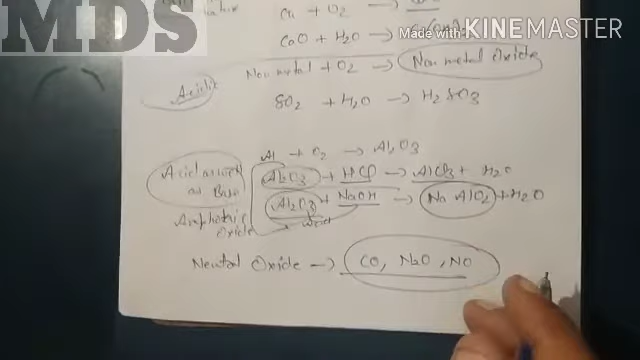 MDS
+ O2 →
CaO + H2O →
Made with KINEMASTER
Non metal + O2 → Non metal Oxide
Acidic
SO2 + H2O → H2SO3
Al + O2 → Al2O3
Acid as well as Base
Al2O3 + HCl → AlCl3 + H2O
Al2O3 + NaOH → NaAlO2 + H2O
Amphoteric Oxide
Acid
Neutral Oxide → CO, N2O, NO